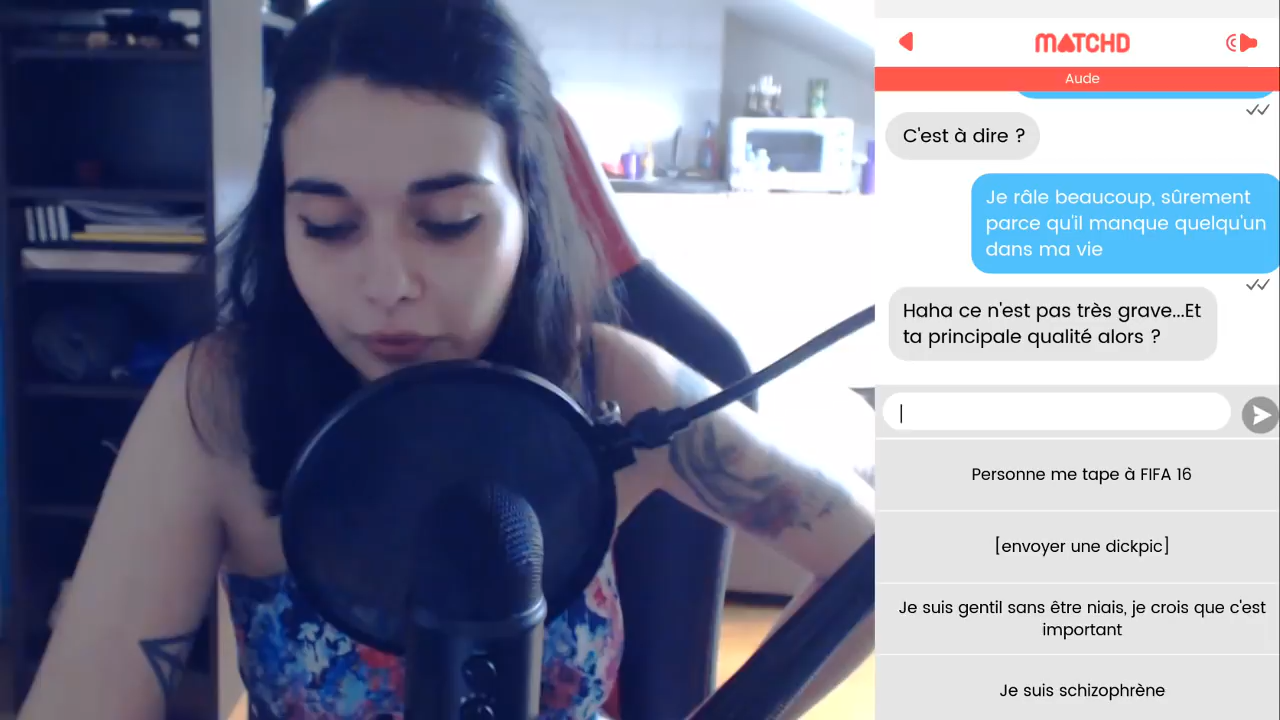 MATCHD
Aude
C'est à dire ?
Je râle beaucoup, sûrement
parce qu'il manque quelqu'un
dans ma vie
Haha ce n'est pas très grave...Et
ta principale qualité alors ?
Personne me tape à FIFA 16
[envoyer une dickpic]
Je suis gentil sans être niais, je crois que c'est
important
Je suis schizophrène